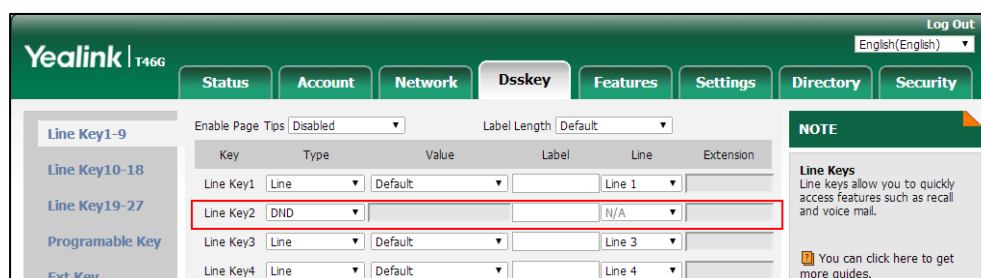 Log Out
Yealink T46G
English(English)
Status Account Network Dsskey Features Settings Directory Security
Line Key1-9
Enable Page Tips Disabled Label Length Default
NOTE
Key Type Value Label Line Extension
Line Key10-18
Line Keys
Line keys allow you to quickly
access features such as recall
and voice mail.
Line Key1 Line Default Line 1
Line Key19-27
Line Key2 DND N/A
Programable Key
Line Key3 Line Default Line 3
You can click here to get
more guides.
Ext Key
Line Key4 Line Default Line 4